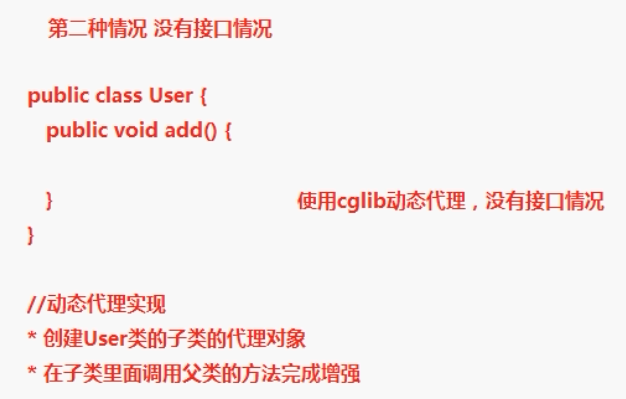 第二种情况 没有接口情况
public class User {
public void add() {
}
使用cglib动态代理，没有接口情况
}
//动态代理实现
* 创建User类的子类的代理对象
* 在子类里面调用父类的方法完成增强